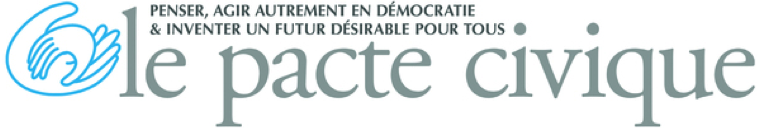 PENSER, AGIR AUTREMENT EN DÉMOCRATIE
& INVENTER UN FUTUR DÉSIRABLE POUR TOUS
le pacte civique